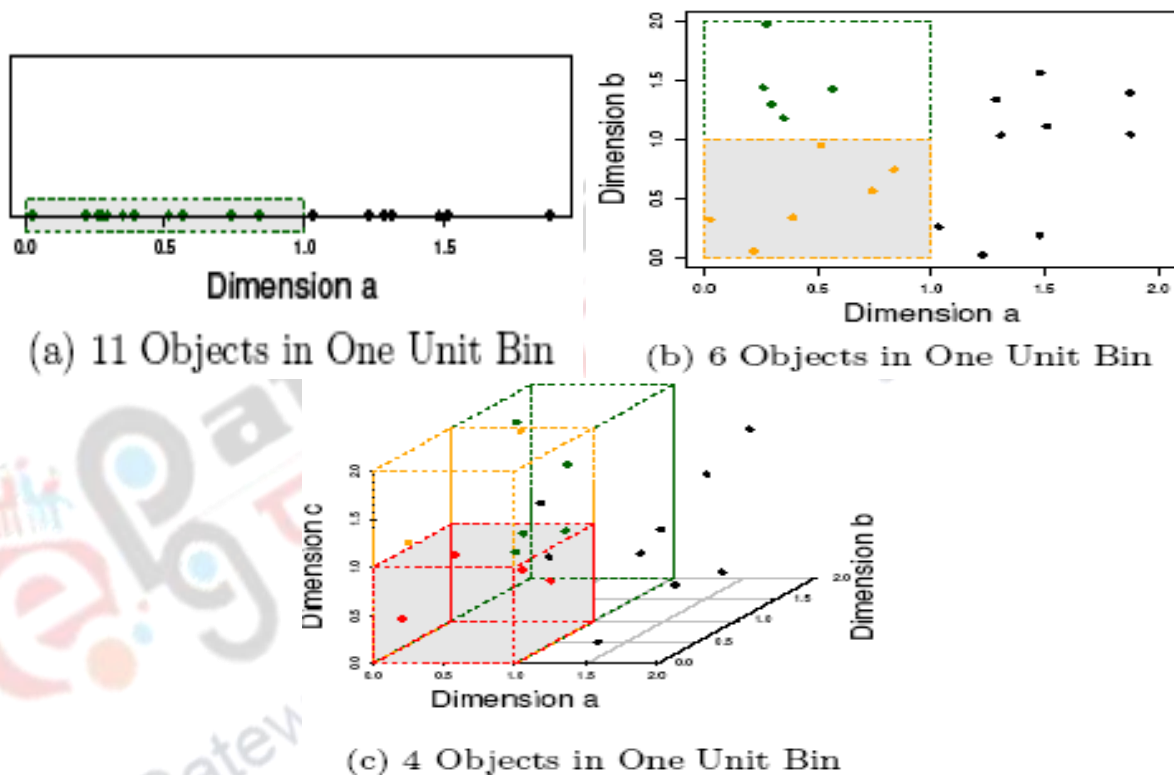 0.0 0.5 1.0 1.5
Dimension a
(a) 11 Objects in One Unit Bin
Dimension b
2.0
1.5
1.0
0.5
0.0
0.0 0.5 1.0 1.5 2.0
Dimension a
(b) 6 Objects in One Unit Bin
Dimension c
2.0
1.5
1.0
0.5
0.0
0.0 0.5 1.0 1.5 2.0
Dimension a
0.0
0.5
1.0
1.5
2.0
Dimension b
(c) 4 Objects in One Unit Bin